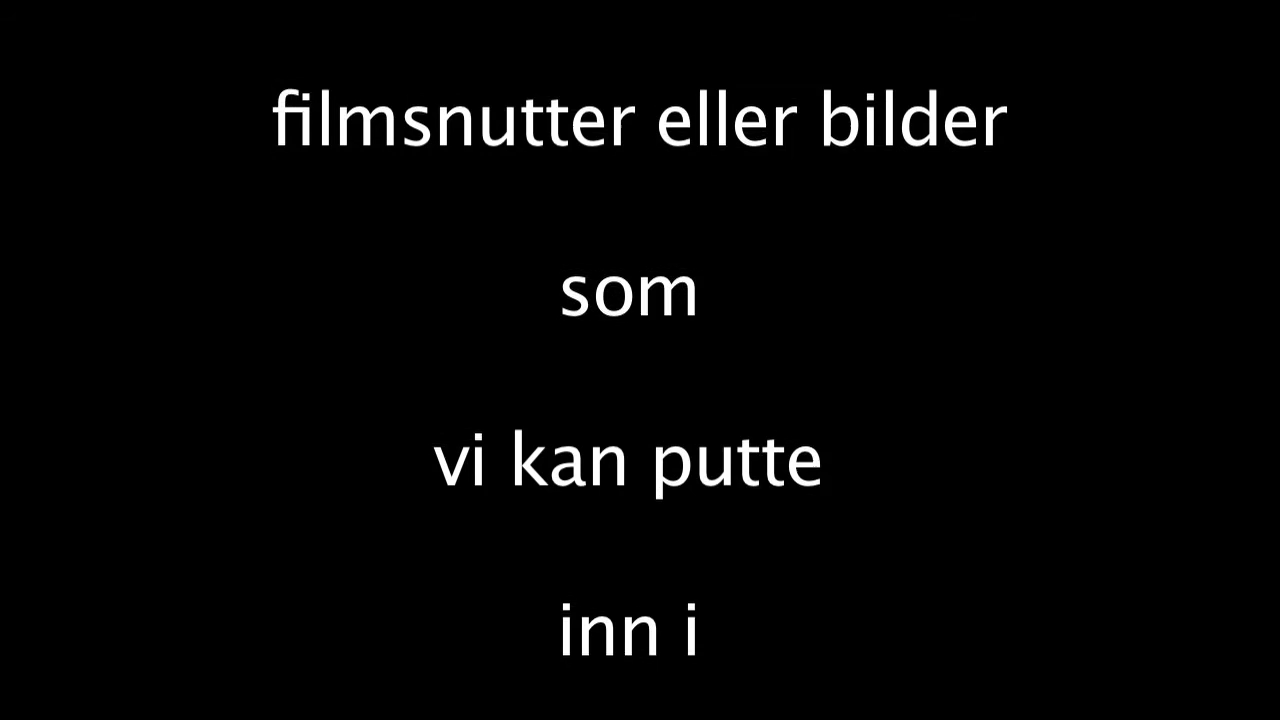 filmsnutter eller bilder
som
vi kan putte
inn i